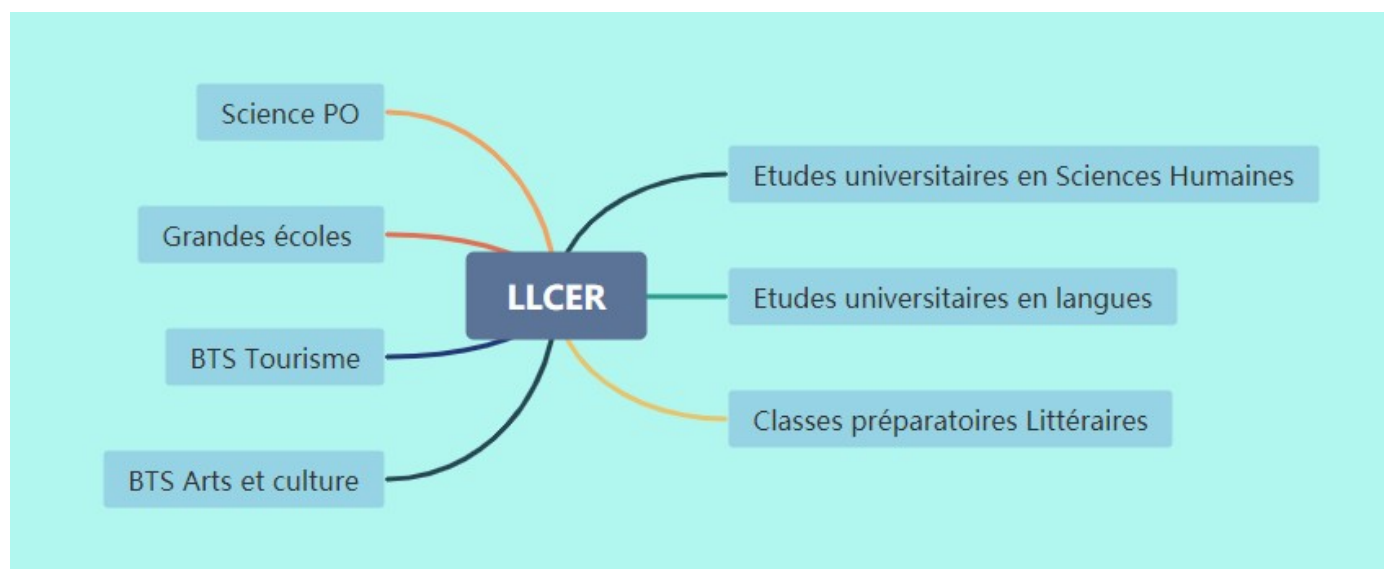 Science PO
Grandes écoles
BTS Tourisme
BTS Arts et culture
LLCER
Etudes universitaires en Sciences Humaines
Etudes universitaires en langues
Classes préparatoires Littéraires